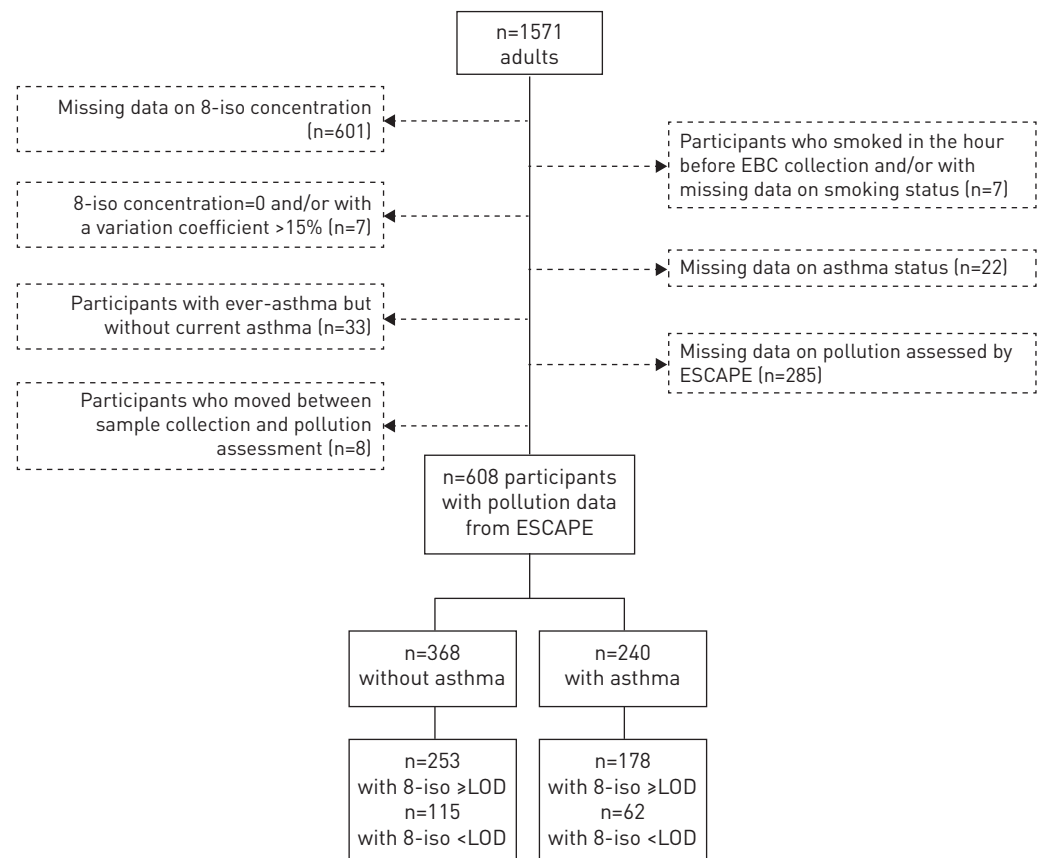 n=1571
adults
Missing data on 8-iso concentration
(n=601)
Participants who smoked in the hour
before EBC collection and/or with
missing data on smoking status (n=7)
8-iso concentration=0 and/or with
a variation coefficient >15% (n=7)
Missing data on asthma status (n=22)
Participants with ever-asthma but
without current asthma (n=33)
Missing data on pollution assessed by
ESCAPE (n=285)
Participants who moved between
sample collection and pollution
assessment (n=8)
n=608 participants
with pollution data
from ESCAPE
n=368
without asthma
n=240
with asthma
n=253
with 8-iso ⩾LOD
n=115
with 8-iso <LOD
n=178
with 8-iso ⩾LOD
n=62
with 8-iso <LOD